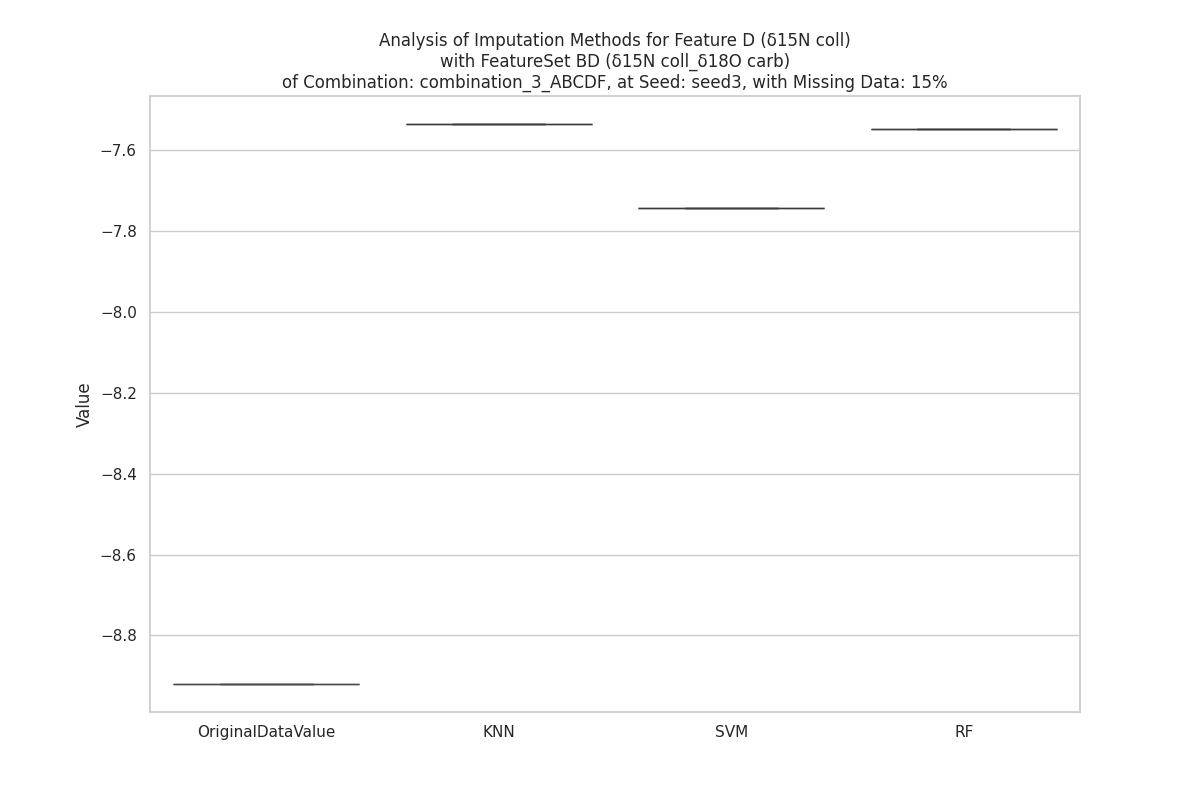 Analysis of Imputation Methods for Feature D (δ15N coll)
with FeatureSet BD (δ15N coll_δ18O carb)
of Combination: combination_3_ABCDF, at Seed: seed3, with Missing Data: 15%
−7.6
−7.8
−8.0
−8.2
−8.4
−8.6
−8.8
Value
OriginalDataValue
KNN
SVM
RF